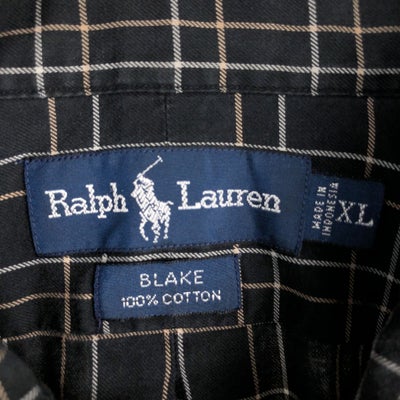 Ralph Lauren
MADE IN
INDONESIA
XL
BLAKE
100% COTTON